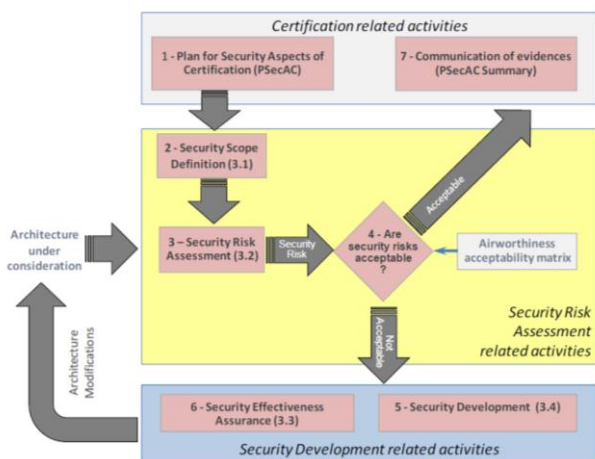 Certification related activities
1 - Plan for Security Aspects of
Certification (PSecAC)
7 - Communication of evidences
(PSecAC Summary)
2 - Security Scope
Definition (3.1)
Acceptable
Architecture
under
consideration
3 – Security Risk
Assessment (3.2)
Security
Risk
4 - Are
security risks
acceptable
?
Airworthiness
acceptability matrix
Security Risk
Assessment
related activities
Not
Acceptable
Architecture
Modifications
6 - Security Effectiveness
Assurance (3.3)
5 - Security Development (3.4)
Security Development related activities